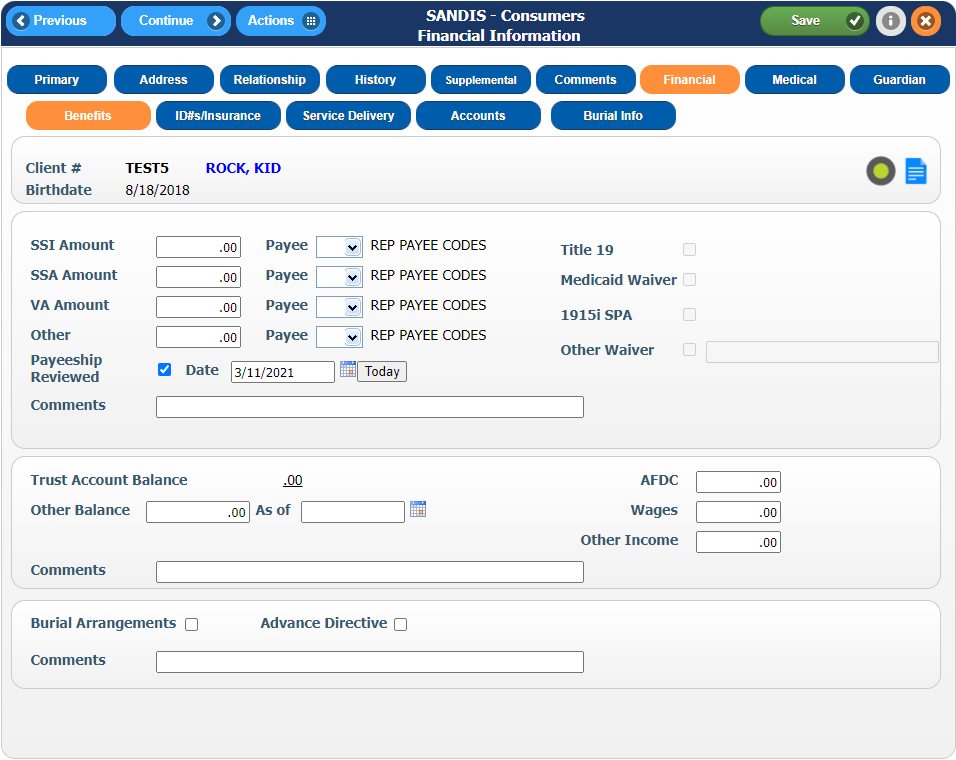 Previous Continue Actions SANDIS - Consumers Save
Financial Information
Primary Address Relationship History Supplemental Comments Financial Medical Guardian
Benefits ID#s/Insurance Service Delivery Accounts Burial Info
Client # TEST5 ROCK, KID
Birthdate 8/18/2018
SSI Amount .00 Payee REP PAYEE CODES Title 19
SSA Amount .00 Payee REP PAYEE CODES Medicaid Waiver
VA Amount .00 Payee REP PAYEE CODES 1915i SPA
Other .00 Payee REP PAYEE CODES Other Waiver
Payeeship
Reviewed Date 3/11/2021 Today
Comments
Trust Account Balance .00 AFDC .00
Other Balance .00 As of Wages .00
Other Income .00
Comments
Burial Arrangements Advance Directive
Comments